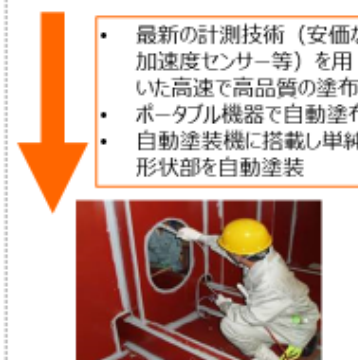 • 最新の計測技術（安価な
加速度センサー等）を用
いた高速で高品質の塗布
• ポータブル機器で自動塗布
• 自動塗装機に搭載し単純
形状部を自動塗装